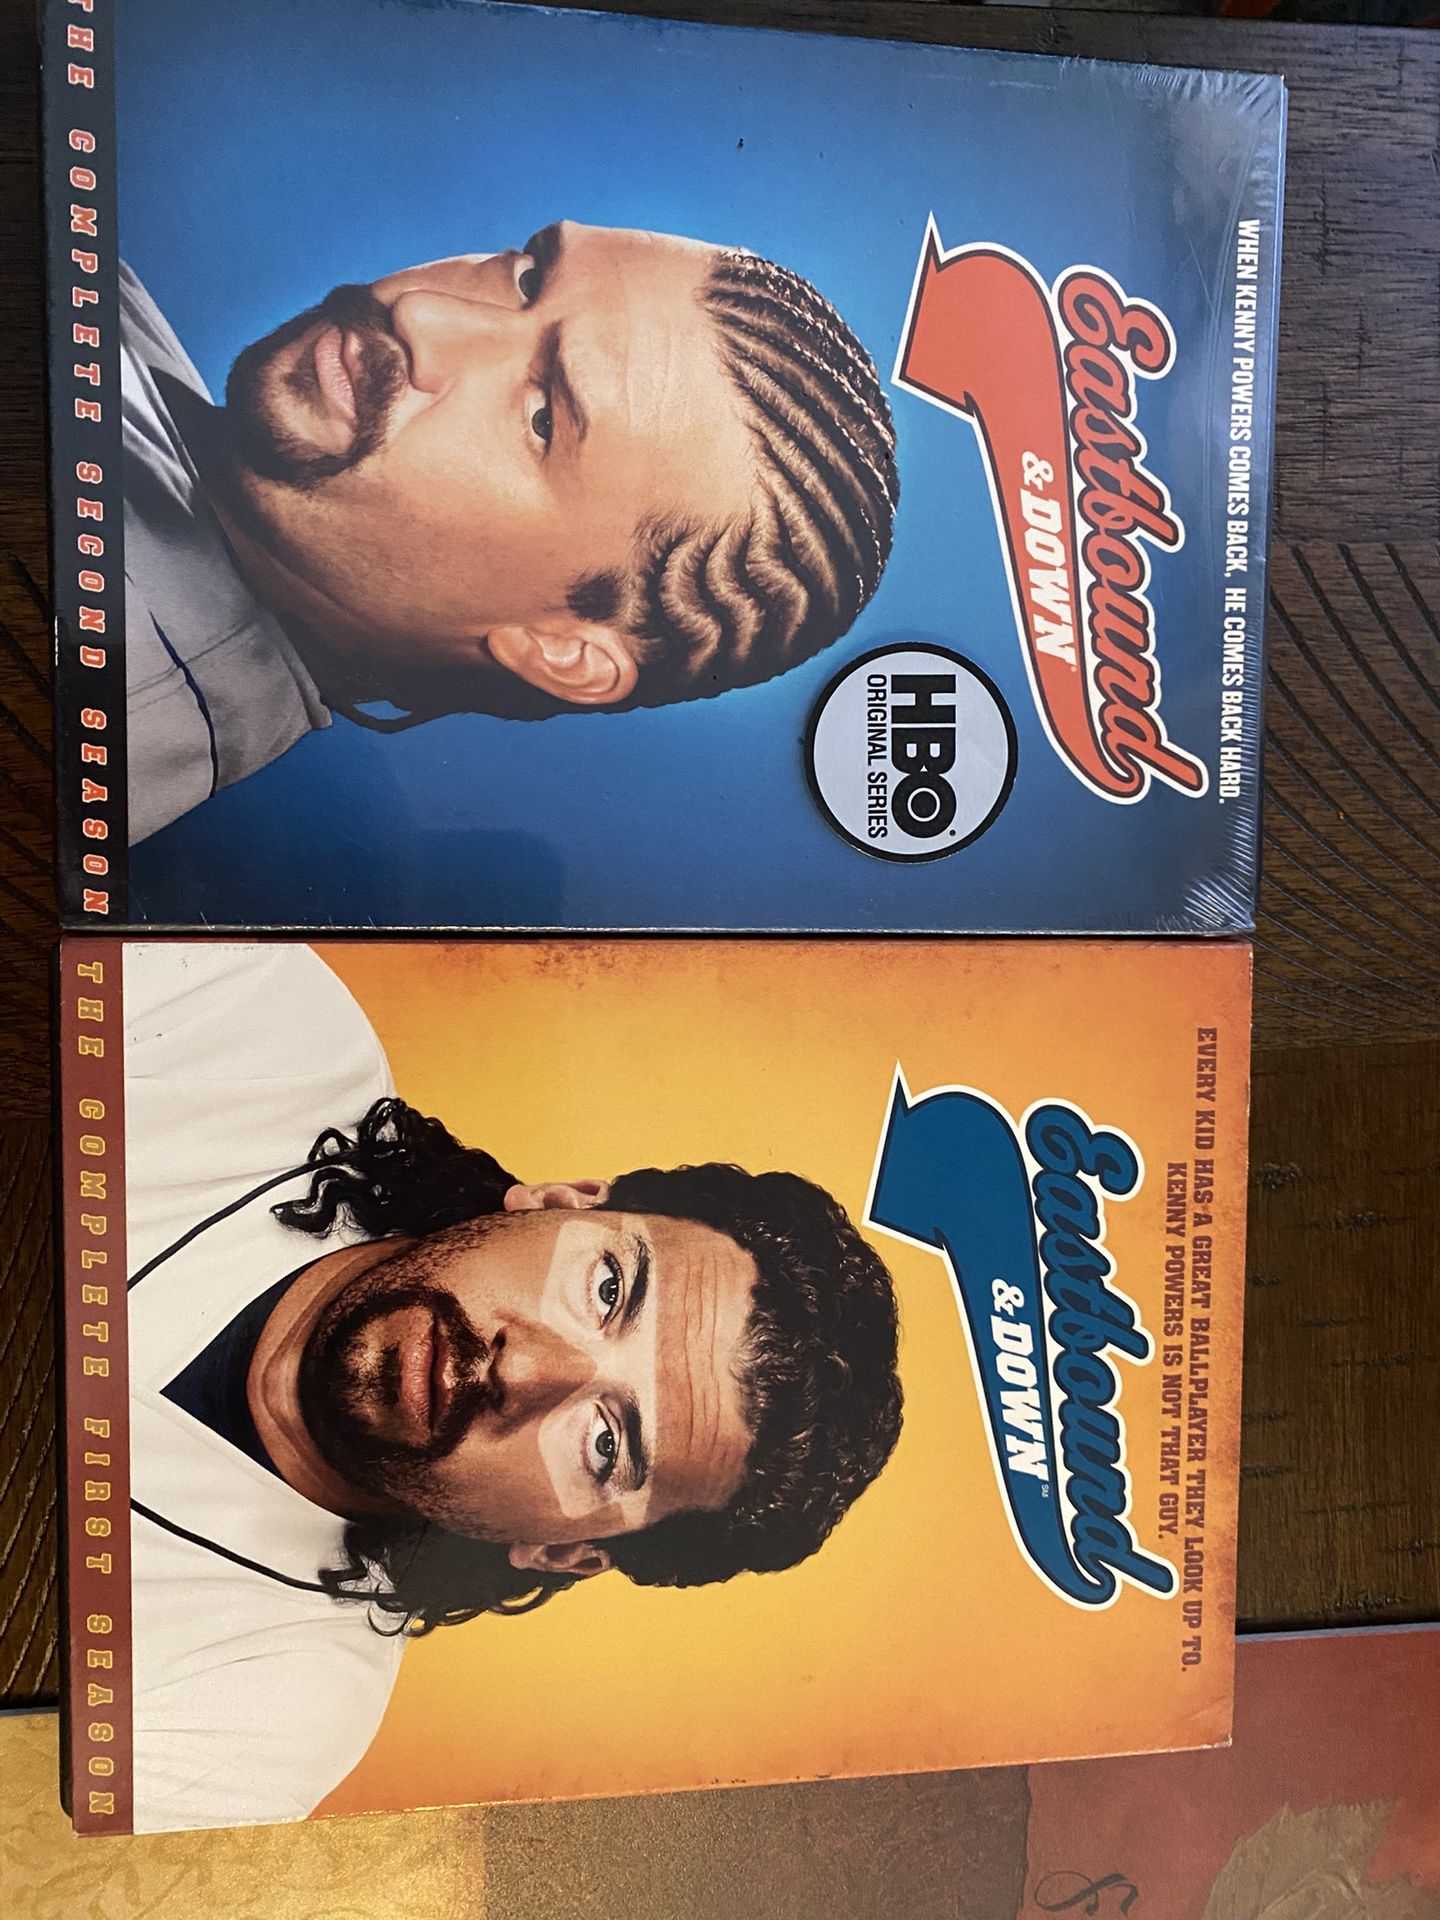 WHEN KENNY POWERS COMES BACK, HE COMES BACK HARD.
Eastbound
& DOWN
HBO®
ORIGINAL SERIES
THE COMPLETE SECOND SEASON
EVERY KID HAS A GREAT BALLPLAYER THEY LOOK UP TO.
KENNY POWERS IS NOT THAT GUY.
Eastbound
& DOWN℠
THE COMPLETE FIRST SEASON